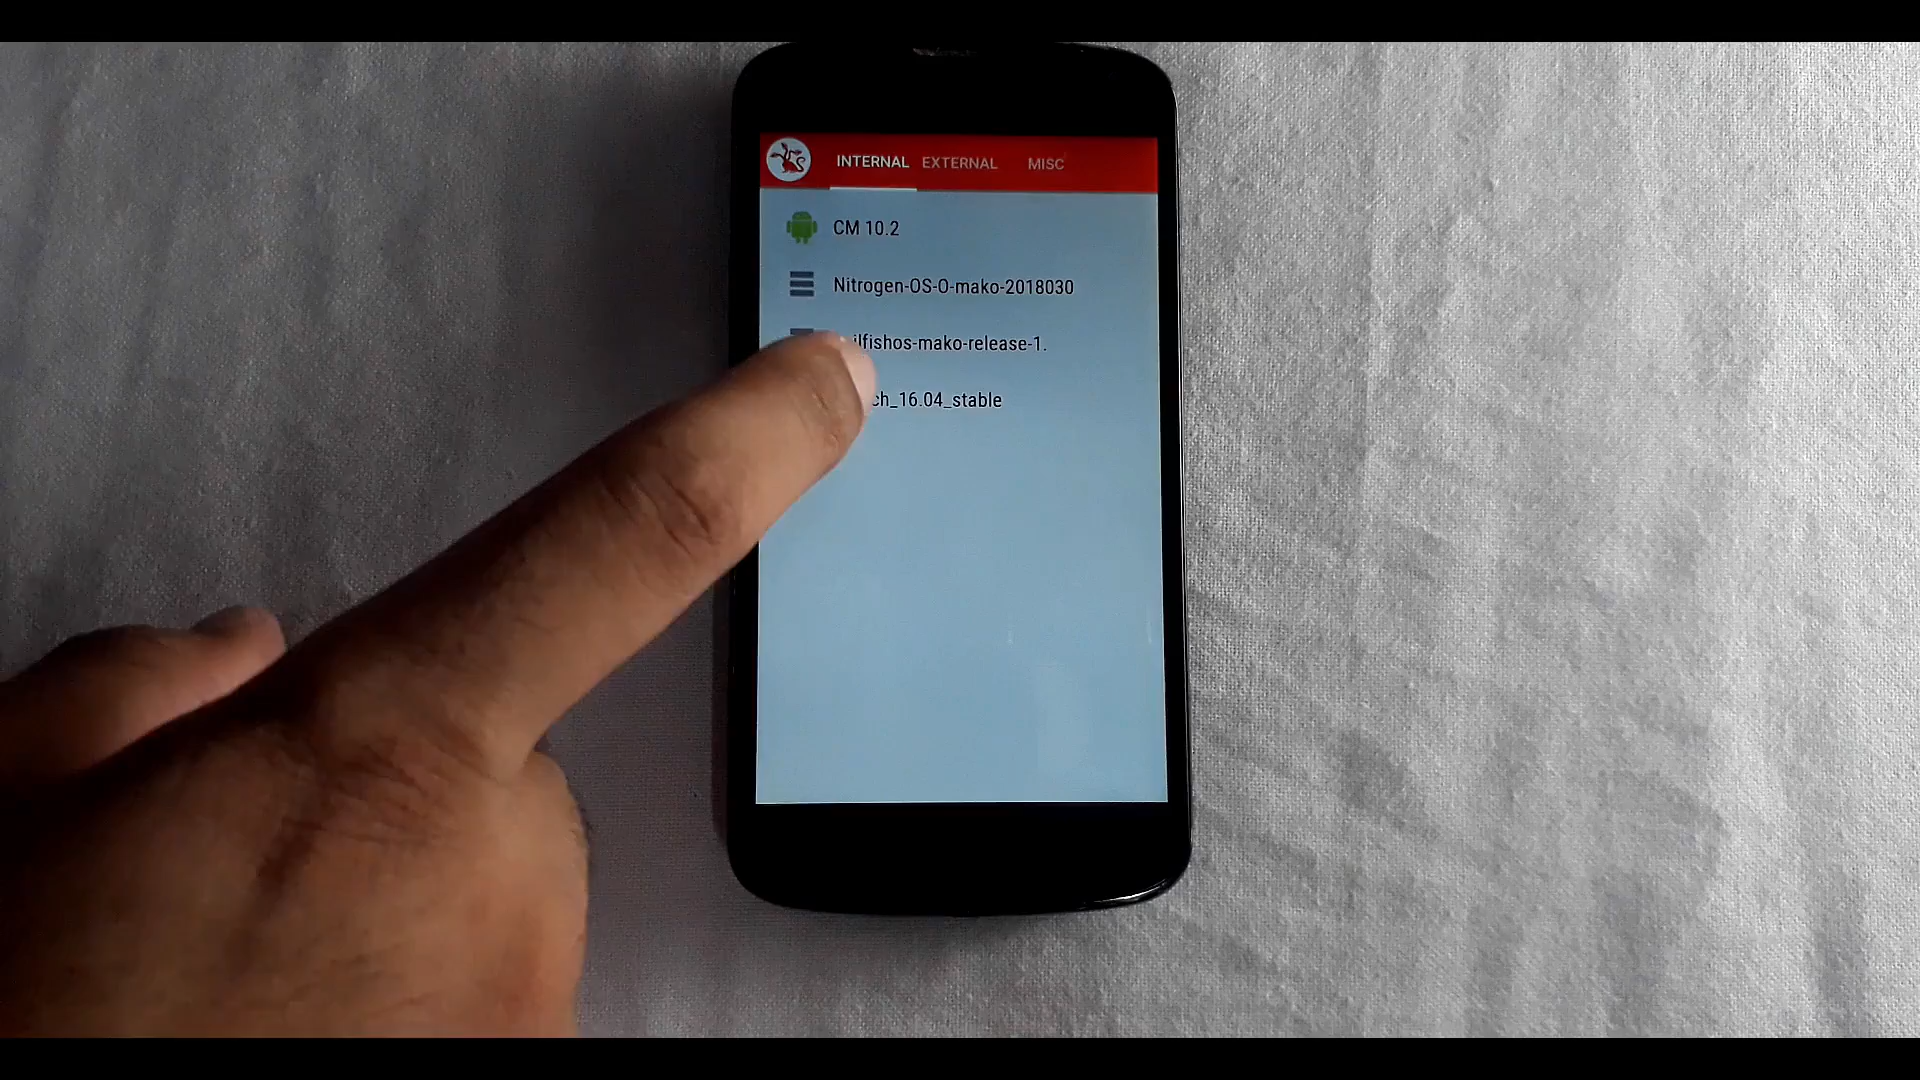 INTERNAL EXTERNAL MISC
CM 10.2
Nitrogen-OS-O-mako-2018030
ilfishos-mako-release-1.
ch_16.04_stable